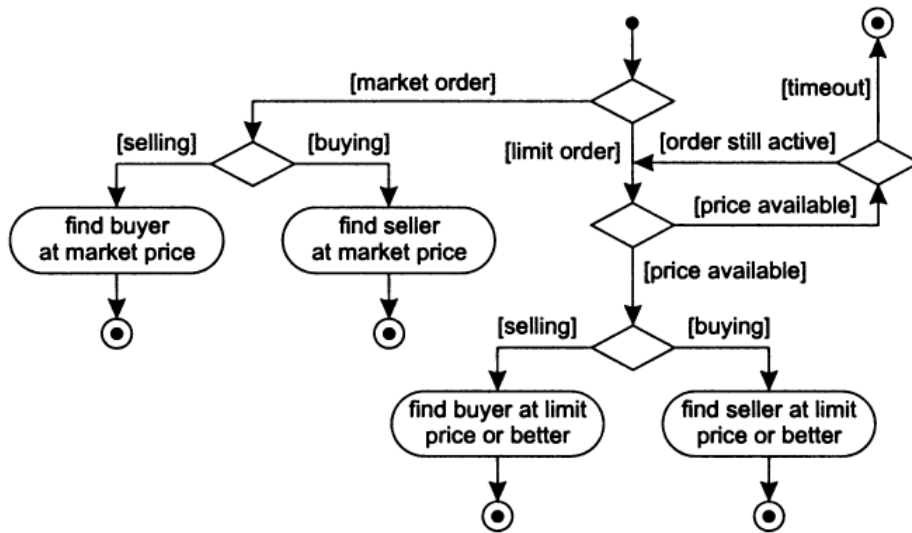 [market order]
[timeout]
[selling]
[buying]
[limit order]
[order still active]
find buyer
at market price
find seller
at market price
[price available]
[price available]
[selling]
[buying]
find buyer at limit
price or better
find seller at limit
price or better